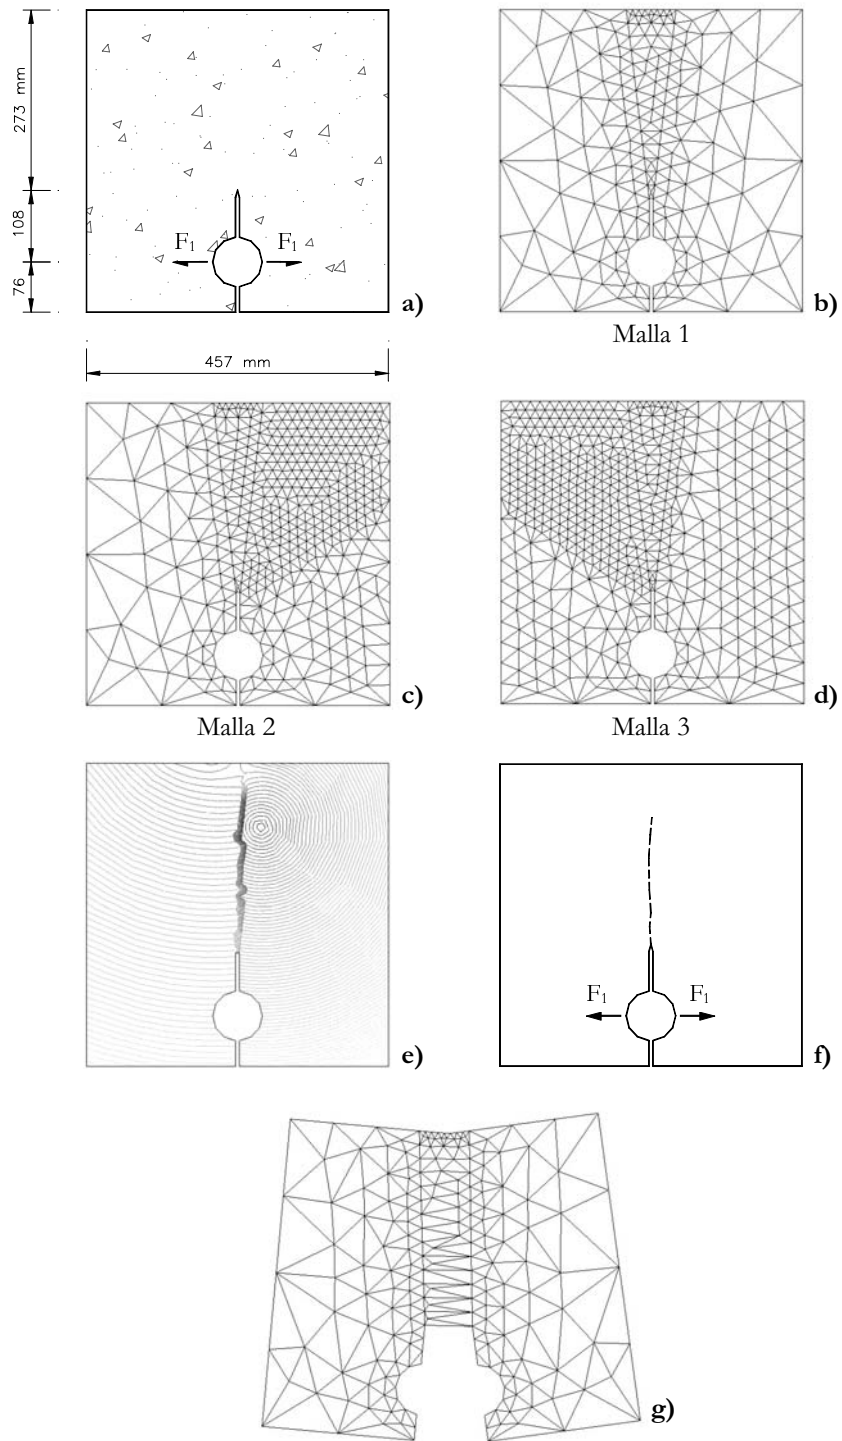 273 mm
108
76
F₁ F₁
a)
457 mm
b)
Malla 1
c)
Malla 2
d)
Malla 3
e)
F₁ F₁
f)
g)